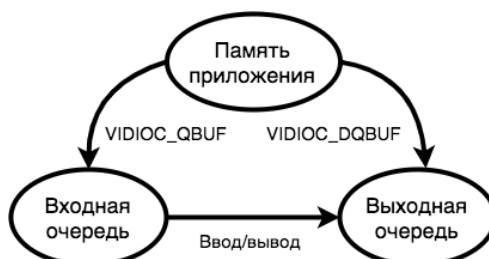 Память
приложения
VIDIOC_QBUF
VIDIOC_DQBUF
Входная
очередь
Ввод/вывод
Выходная
очередь